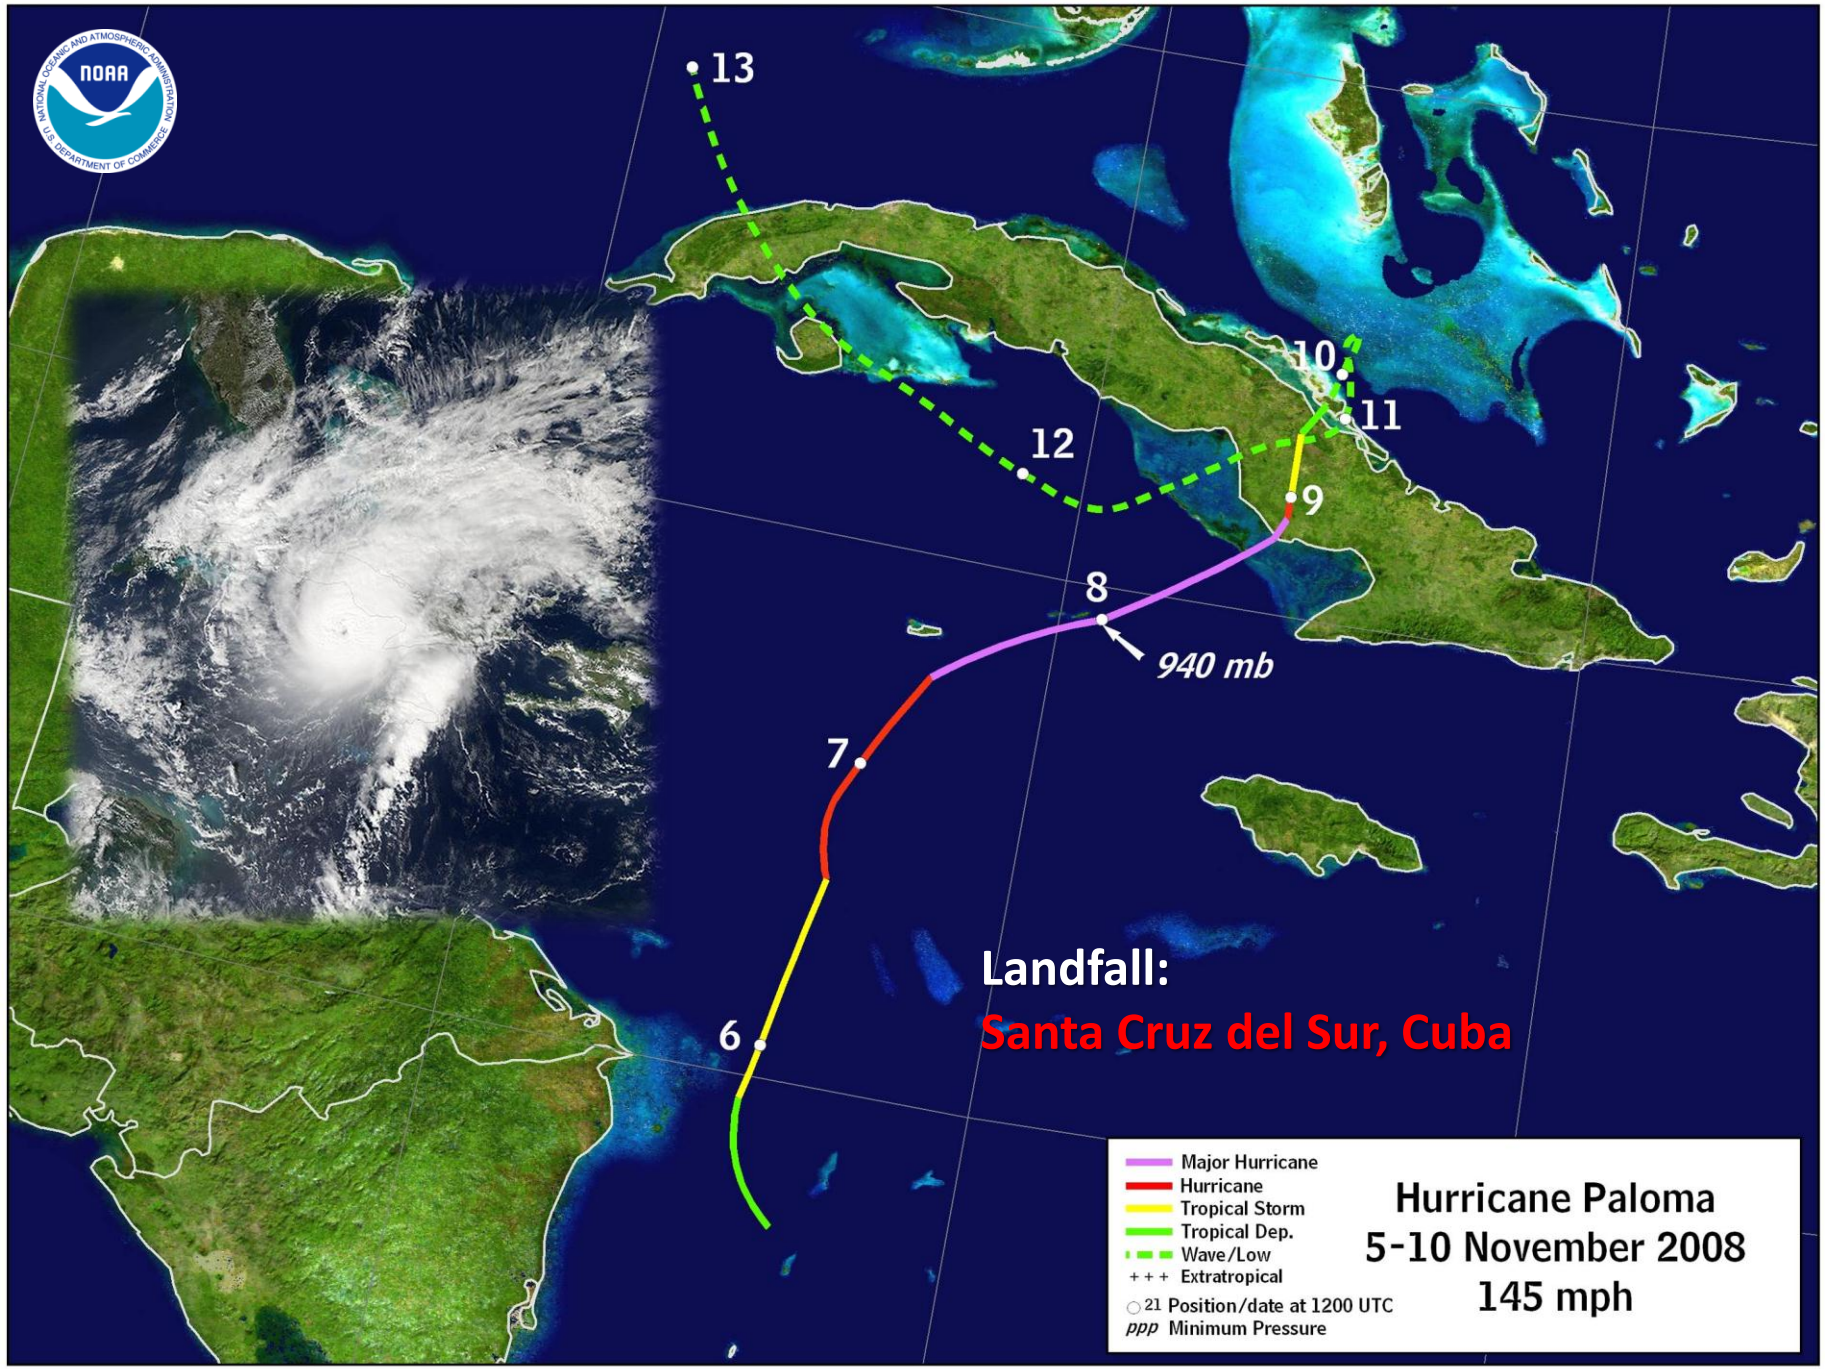 NATIONAL OCEANIC AND ATMOSPHERIC ADMINISTRATION
NOAA
U.S. DEPARTMENT OF COMMERCE
13
10
11
12
9
8
940 mb
7
6
Landfall:
Santa Cruz del Sur, Cuba
Major Hurricane
Hurricane
Tropical Storm
Tropical Dep.
Wave/Low
+ + + Extratropical
21 Position/date at 1200 UTC
ppp Minimum Pressure
Hurricane Paloma
5-10 November 2008
145 mph